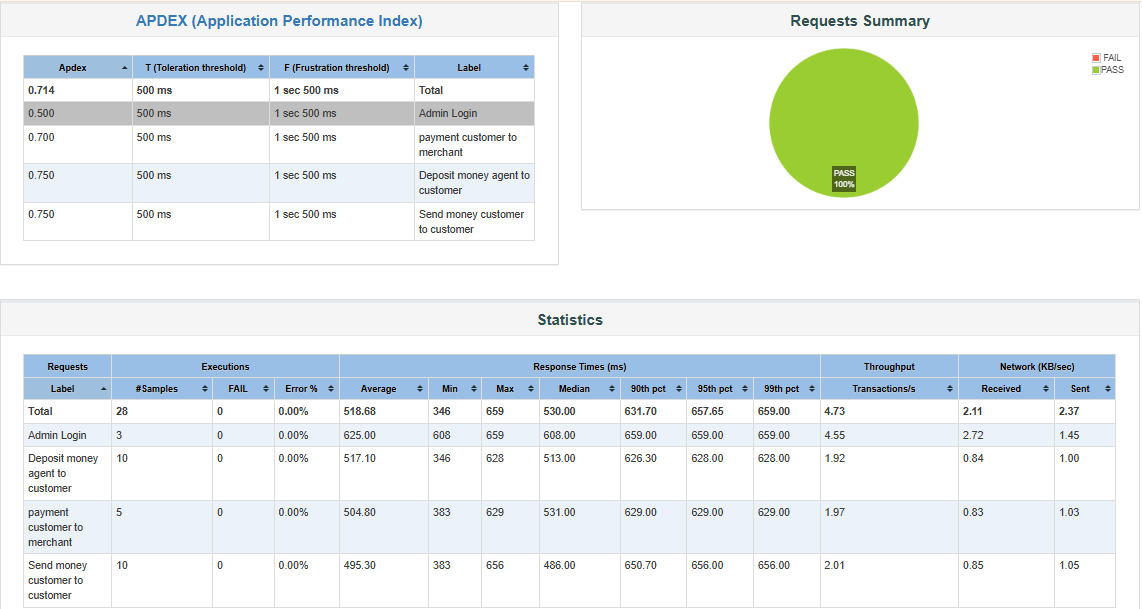 APDEX (Application Performance Index)
Apdex T (Toleration threshold) F (Frustration threshold) Label
0.714 500 ms 1 sec 500 ms Total
0.500 500 ms 1 sec 500 ms Admin Login
0.700 500 ms 1 sec 500 ms payment customer to
merchant
0.750 500 ms 1 sec 500 ms Deposit money agent to
customer
0.750 500 ms 1 sec 500 ms Send money customer
to customer
Requests Summary
FAIL
PASS
PASS
100%
Statistics
Requests Executions Response Times (ms) Throughput Network (KB/sec)
Label #Samples FAIL Error % Average Min Max Median 90th pct 95th pct 99th pct Transactions/s Received Sent
Total 28 0 0.00% 518.68 346 659 530.00 631.70 657.65 659.00 4.73 2.11 2.37
Admin Login 3 0 0.00% 625.00 608 659 608.00 659.00 659.00 659.00 4.55 2.72 1.45
Deposit money 10 0 0.00% 517.10 346 628 513.00 626.30 628.00 628.00 1.92 0.84 1.00
agent to
customer
payment 5 0 0.00% 504.80 383 629 531.00 629.00 629.00 629.00 1.97 0.83 1.03
customer to
merchant
Send money 10 0 0.00% 495.30 383 656 486.00 650.70 656.00 656.00 2.01 0.85 1.05
customer to
customer